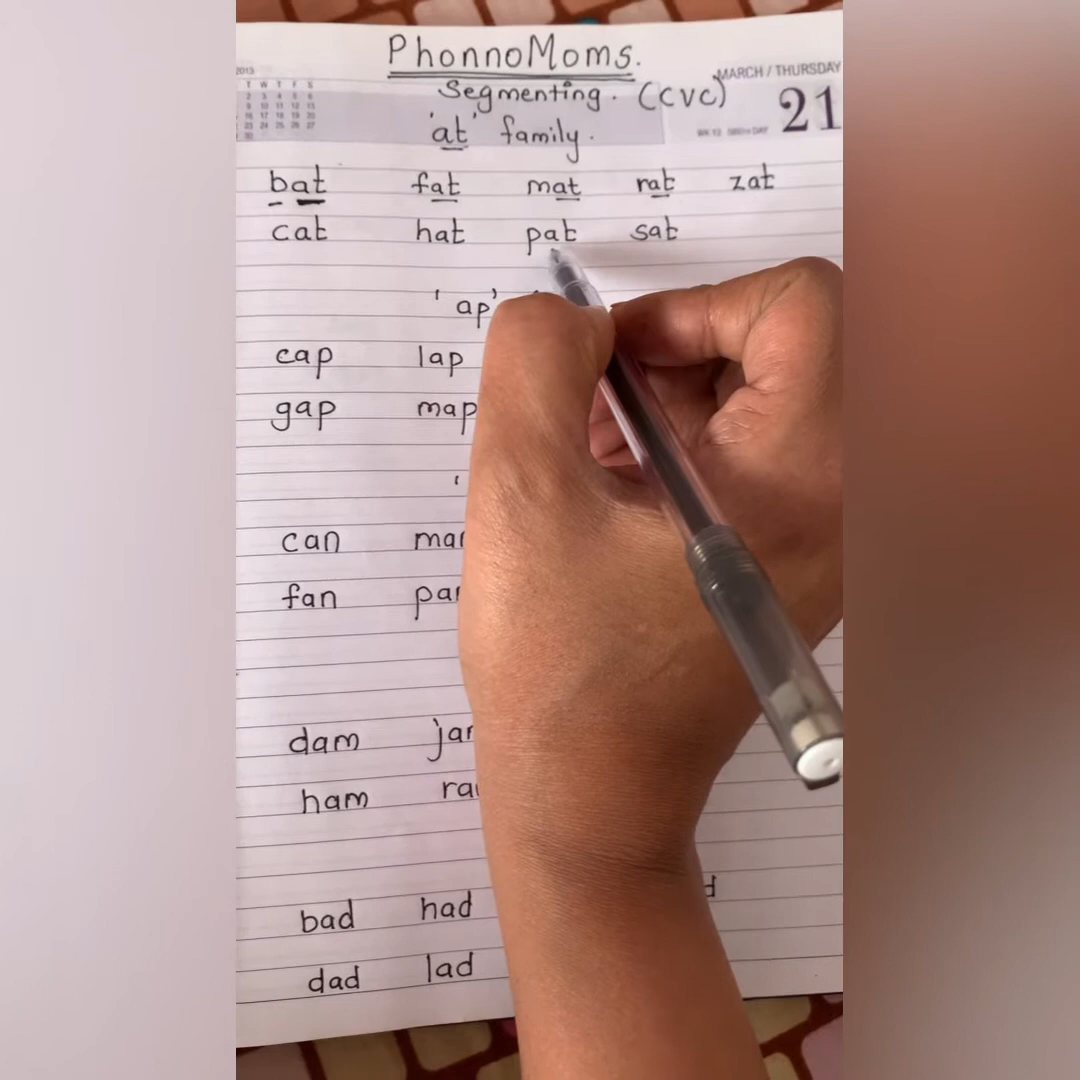 PhonnoMoms.
2013 MARCH / THURSDAY
Segmenting. (CVC) 21
'at' family.
bat fat mat rat zat
cat hat pat sat
'ap'
cap lap
gap map
can
fan
dam
ham
bad had
dad lad